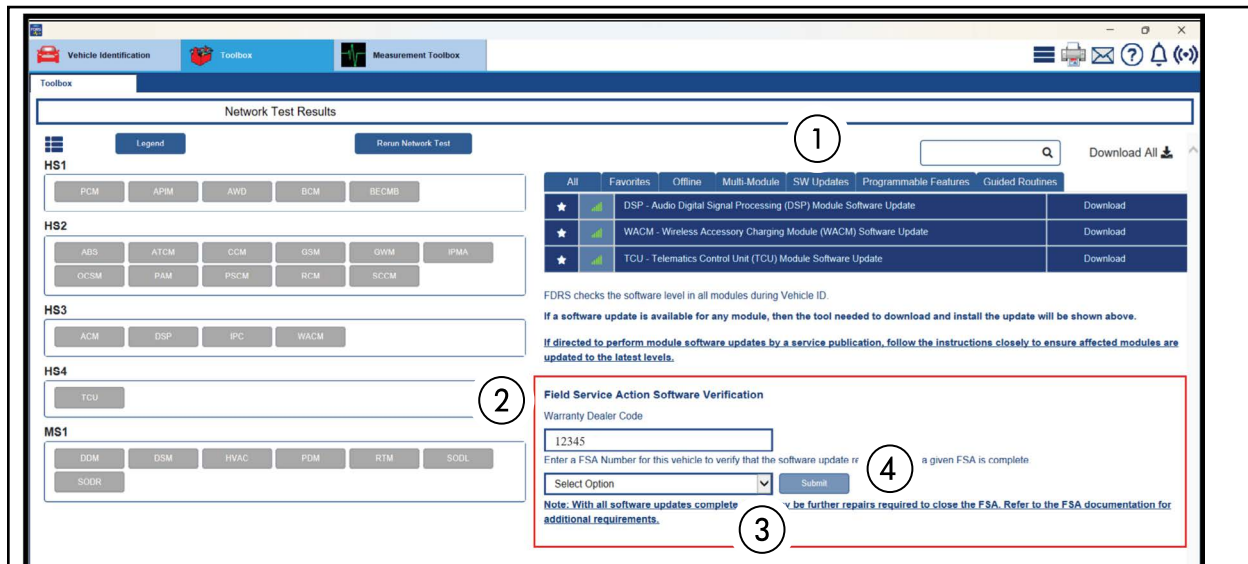 Vehicle Identification
Toolbox
Measurement Toolbox
Toolbox
Network Test Results
Legend
Rerun Network Test
1
Download All
HS1
PCM APIM AWD BCM BECMB
All Favorites Offline Multi-Module SW Updates Programmable Features Guided Routines
DSP - Audio Digital Signal Processing (DSP) Module Software Update Download
WACM - Wireless Accessory Charging Module (WACM) Software Update Download
TCU - Telematics Control Unit (TCU) Module Software Update Download
HS2
ABS ATCM CCM GSM GWM IPMA
OCSM PAM PSCM RCM SCCM
FDRS checks the software level in all modules during Vehicle ID.
If a software update is available for any module, then the tool needed to download and install the update will be shown above.
If directed to perform module software updates by a service publication, follow the instructions closely to ensure affected modules are
updated to the latest levels.
HS3
ACM DSP IPC WACM
HS4
TCU
2
Field Service Action Software Verification
Warranty Dealer Code
12345
Enter a FSA Number for this vehicle to verify that the software update a given FSA is complete
4
Select Option
Submit
Note: With all software updates complete be further repairs required to close the FSA. Refer to the FSA documentation for
additional requirements.
3
MS1
DDM DSM HVAC PDM RTM SODL
SODR